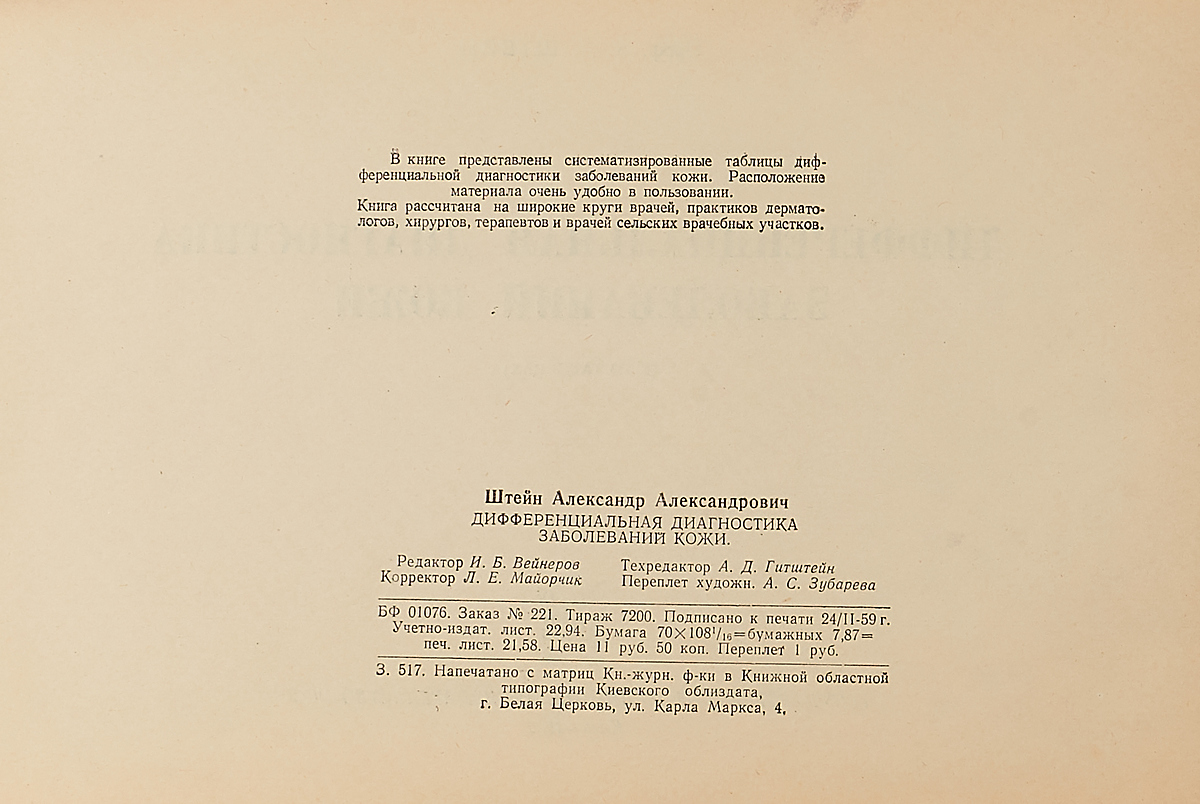 В книге представлены систематизированные таблицы диф-
ференциальной диагностики заболеваний кожи. Расположение
материала очень удобно в пользовании.
Книга рассчитана на широкие круги врачей, практиков дермато-
логов, хирургов, терапевтов и врачей сельских врачебных участков.
Штейн Александр Александрович
ДИФФЕРЕНЦИАЛЬНАЯ ДИАГНОСТИКА
ЗАБОЛЕВАНИЙ КОЖИ.
Редактор И. Б. Вейнеров Техредактор А. Д. Гитштейн
Корректор Л. Е. Майорчик Переплет художн. А. С. Зубарева
БФ 01076. Заказ № 221. Тираж 7200. Подписано к печати 24/II-59 г.
Учетно-издат. лист. 22,94. Бумага 70×108¹/₁₆=бумажных 7,87=
печ. лист. 21,58. Цена 11 руб. 50 коп. Переплет 1 руб.
З. 517. Напечатано с матриц Кн.-журн. ф-ки в Книжной областной
типографии Киевского облиздата,
г. Белая Церковь, ул. Карла Маркса, 4,